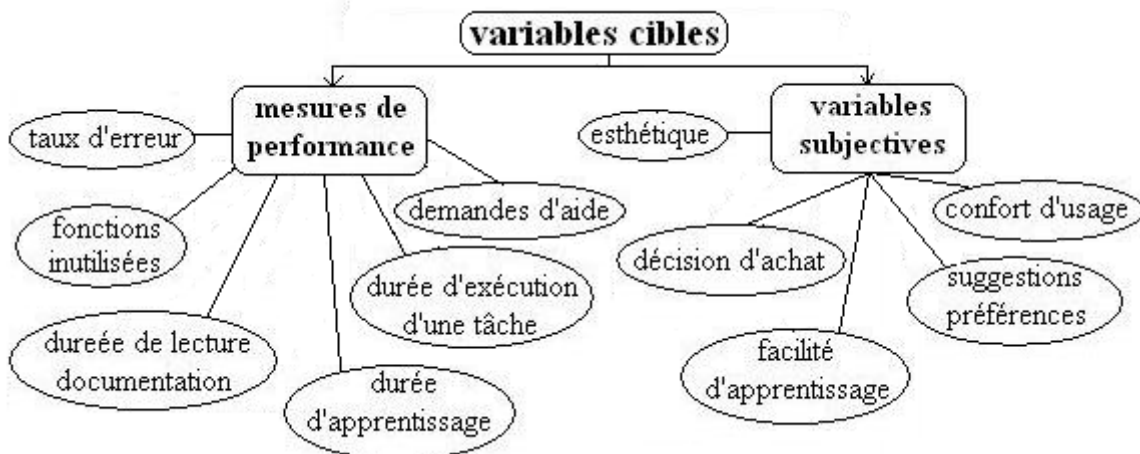 variables cibles
mesures de
performance
variables
subjectives
taux d'erreur
esthétique
demandes d'aide
confort d'usage
fonctions
inutilisées
décision d'achat
durée d'exécution
d'une tâche
suggestions
préférences
dureée de lecture
documentation
durée
d'apprentissage
facilité
d'apprentissage